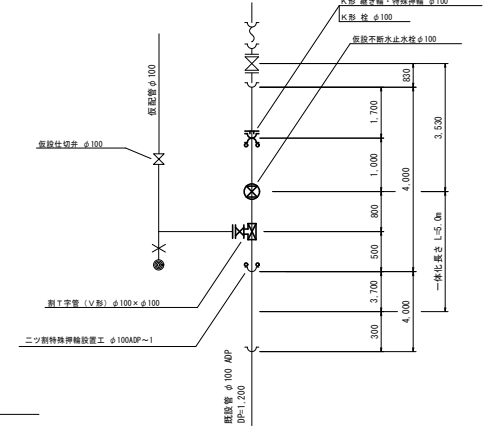 K形 継ぎ輪・特殊押輪 φ100
K形 栓 φ100
仮設不断水止水栓φ100
仮配管φ100
仮設仕切弁 φ100
830
1,700
3,530
1,000
4,000
800
500
一体化長さ L=5.0m
3,700
4,000
300
割T字管（V形）φ100×φ100
二ツ割特殊押輪設置工 φ100ADP～1
既設管 φ100 ADP
DP=1,200